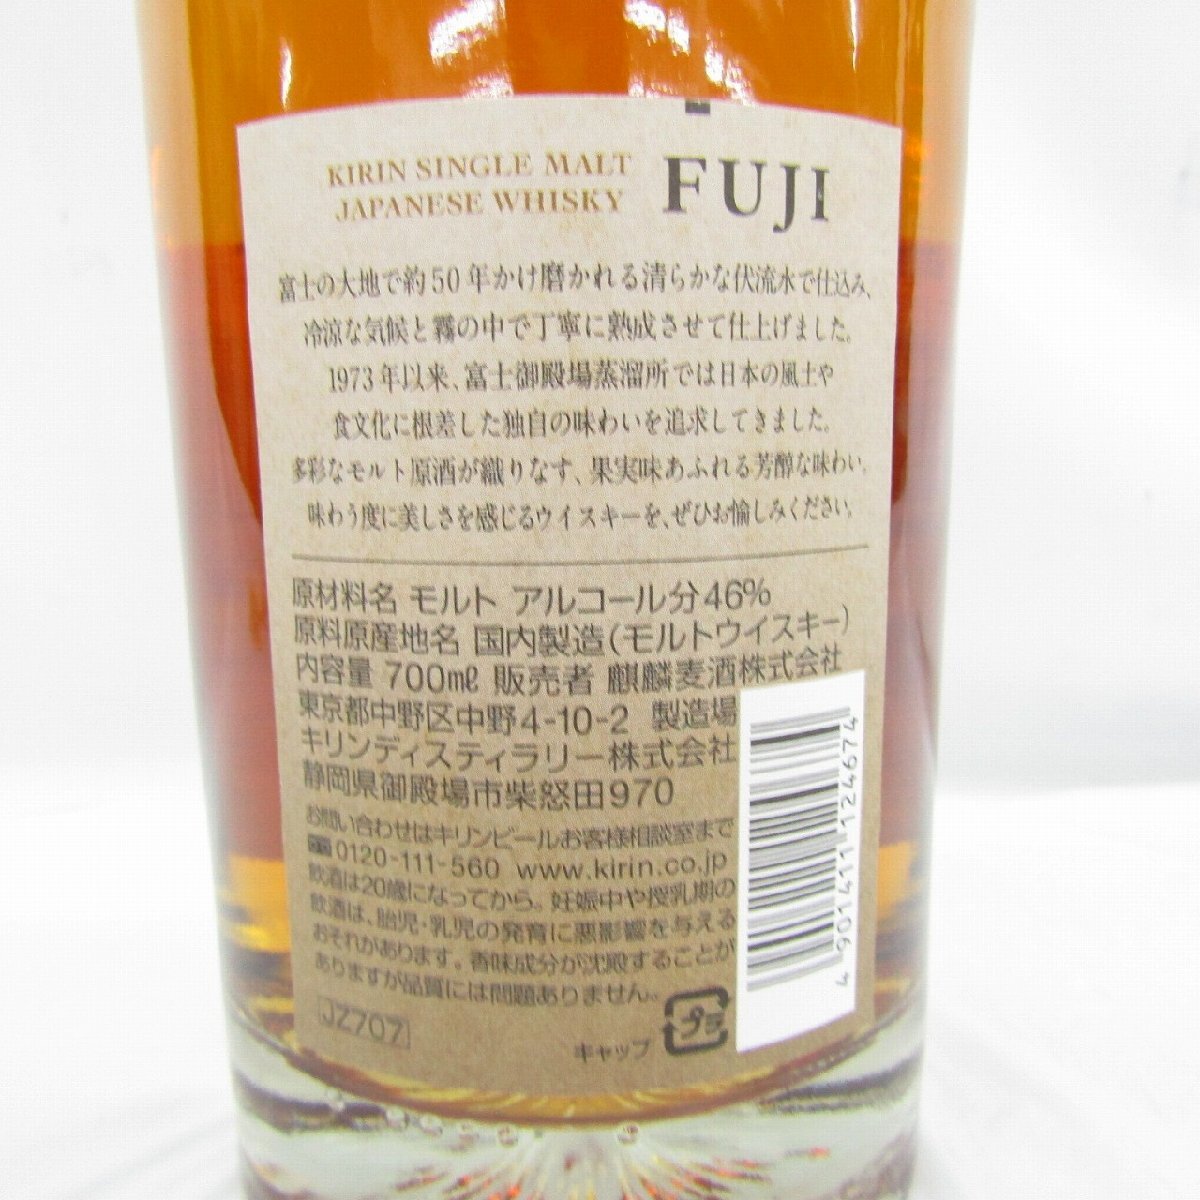 KIRIN SINGLE MALT
JAPANESE WHISKY
FUJI
富士の大地で約50年かけ磨かれる清らかな伏流水で仕込み、
冷涼な気候と霧の中で丁寧に熟成させて仕上げました。
1973年以来、富士御殿場蒸溜所では日本の風土や
食文化に根差した独自の味わいを追求してきました。
多彩なモルト原酒が織りなす、果実味あふれる芳醇な味わい。
味わう度に美しさを感じるウイスキーを、ぜひお愉しみください。
原材料名 モルト アルコール分46%
原料原産地名 国内製造(モルトウイスキー)
内容量 700mℓ 販売者 麒麟麦酒株式会社
東京都中野区中野4-10-2 製造場
キリンディスティラリー株式会社
静岡県御殿場市柴怒田970
お問い合わせはキリンビールお客様相談室まで
0120-111-560 www.kirin.co.jp
飲酒は20歳になってから。妊娠中や授乳期の
飲酒は、胎児・乳児の発育に悪影響を与える
おそれがあります。香味成分が沈殿することが
ありますが品質には問題ありません。
JZ707
キャップ
プラ
4 901411 124674